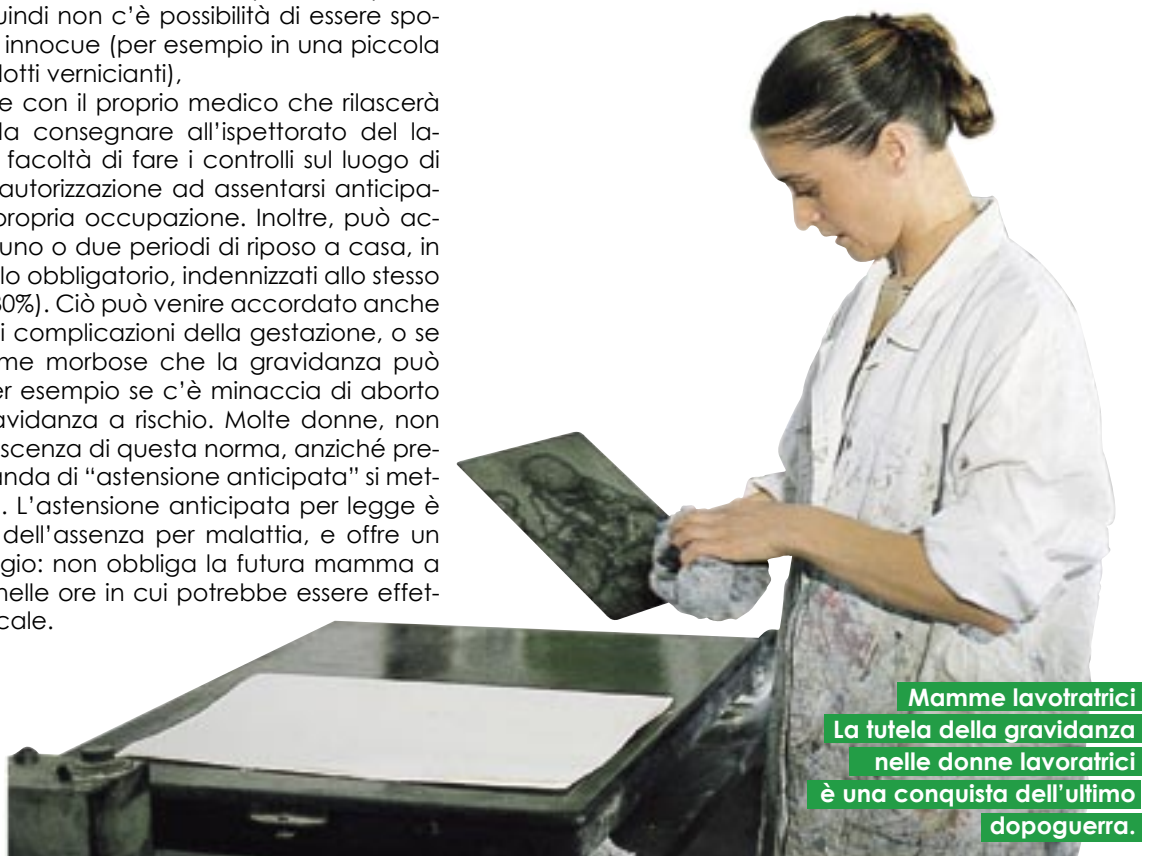 uindi non c’è possibilità di essere spo-
innocue (per esempio in una piccola
lotti vernicianti),
e con il proprio medico che rilascerà
la consegnare all’ispettorato del la-
facoltà di fare i controlli sul luogo di
autorizzazione ad assentarsi anticipa-
propria occupazione. Inoltre, può ac-
uno o due periodi di riposo a casa, in
lo obbligatorio, indennizzati allo stesso
30%). Ciò può venire accordato anche
i complicazioni della gestazione, o se
me morbose che la gravidanza può
er esempio se c’è minaccia di aborto
avidanza a rischio. Molte donne, non
scenza di questa norma, anziché pre-
anda di “astensione anticipata” si met-
. L’astensione anticipata per legge è
dell’assenza per malattia, e offre un
gio: non obbliga la futura mamma a
nelle ore in cui potrebbe essere effet-
cale.
Mamme lavotratrici
La tutela della gravidanza
nelle donne lavoratrici
è una conquista dell’ultimo
dopoguerra.